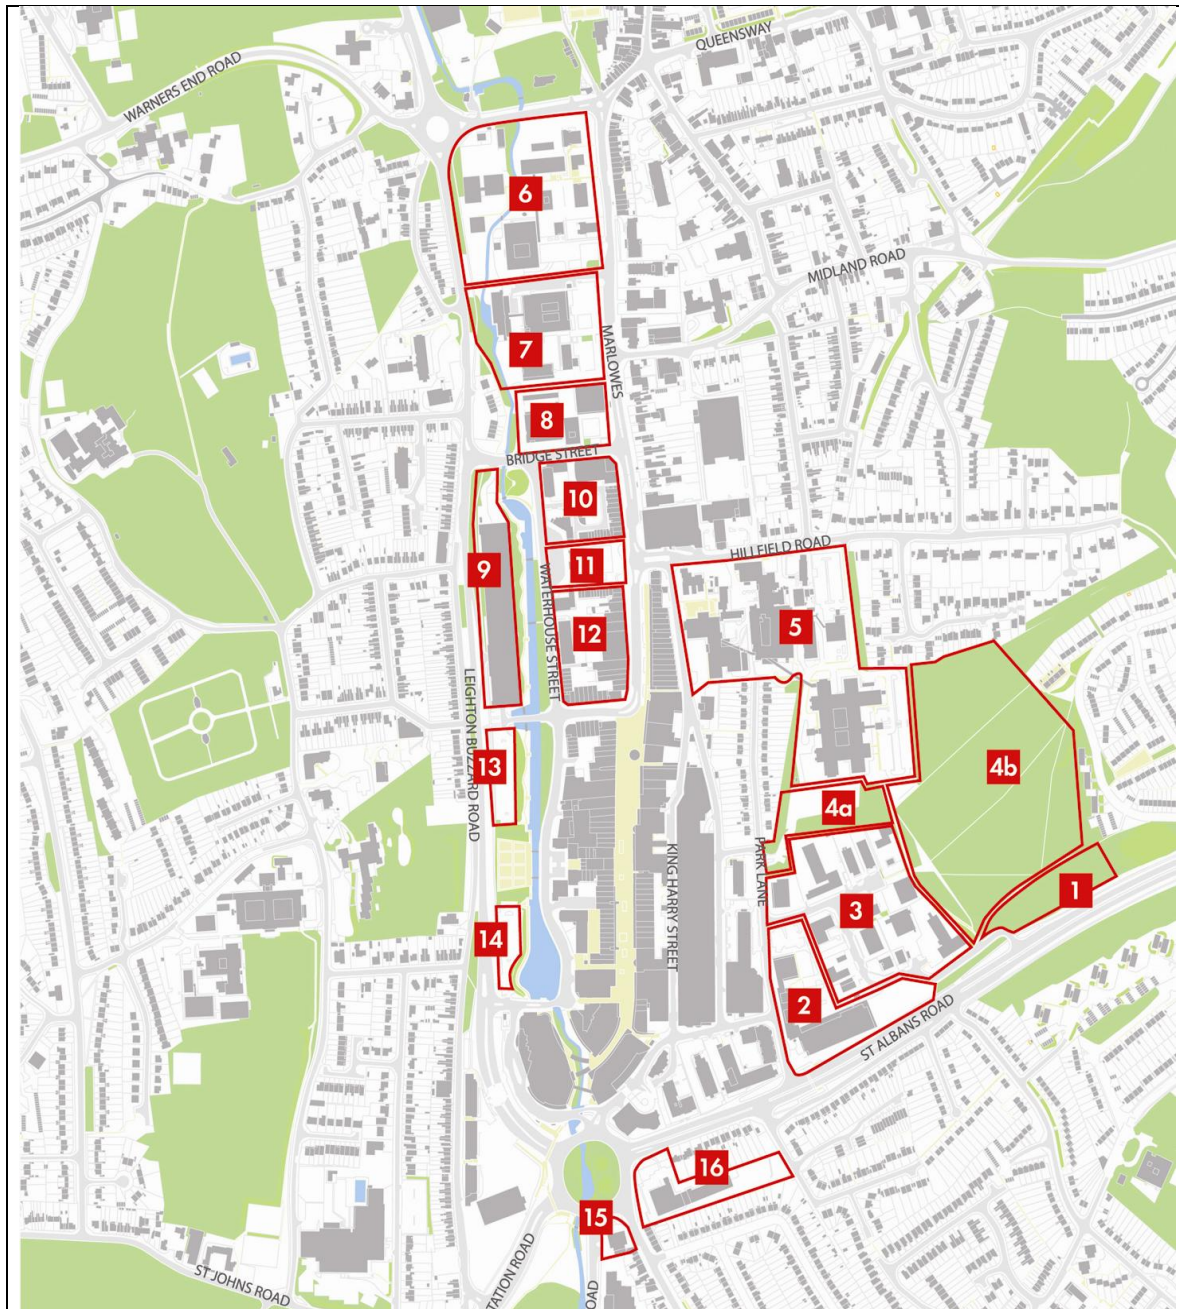 QUEENSWAY
WARNERS END ROAD
6
MIDLAND ROAD
7
MARLOWES
8
BRIDGE STREET
10
HILLFIELD ROAD
9
11
WATERHOUSE STREET
12
5
LEIGHTON BUZZARD ROAD
13
4b
4a
PARK LANE
KING HARRY STREET
1
3
14
2
ST ALBANS ROAD
16
15
ST JOHNS ROAD
TATION ROAD
OAD